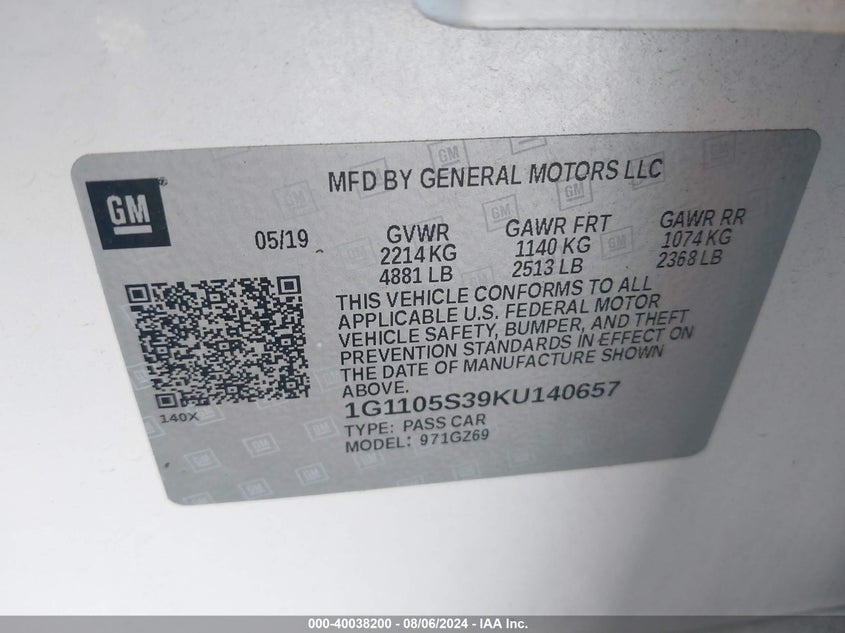 MFD BY GENERAL MOTORS LLC
GM
05/19
GVWR
2214 KG
4881 LB
GAWR FRT
1140 KG
2513 LB
GAWR RR
1074 KG
2368 LB
THIS VEHICLE CONFORMS TO ALL
APPLICABLE U.S. FEDERAL MOTOR
VEHICLE SAFETY, BUMPER, AND THEFT
PREVENTION STANDARDS IN EFFECT ON
THE DATE OF MANUFACTURE SHOWN
ABOVE.
140X
1G1105S39KU140657
TYPE: PASS CAR
MODEL: 971GZ69
000-40038200 - 08/06/2024 - IAA Inc.